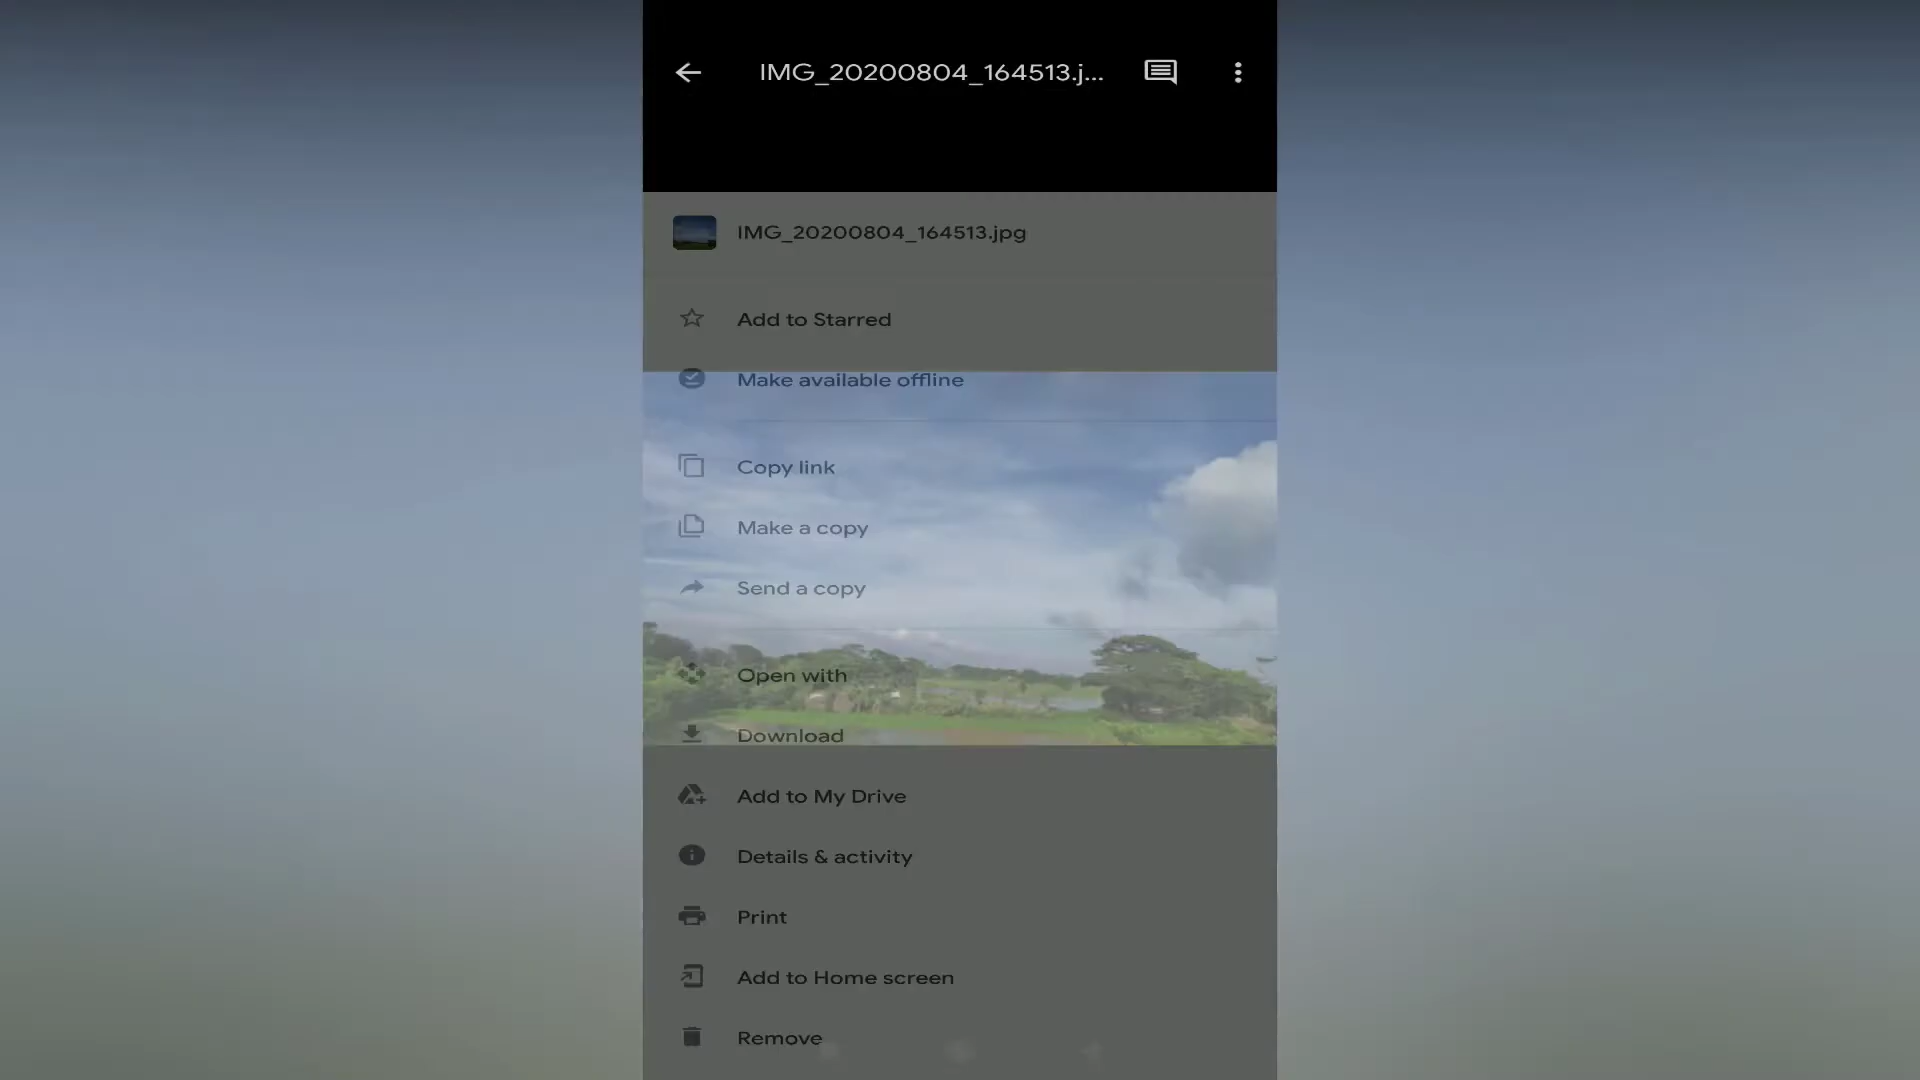 IMG_20200804_164513.j...
IMG_20200804_164513.jpg
Add to Starred
Make available offline
Copy link
Make a copy
Send a copy
Open with
Download
Add to My Drive
Details & activity
Print
Add to Home screen
Remove